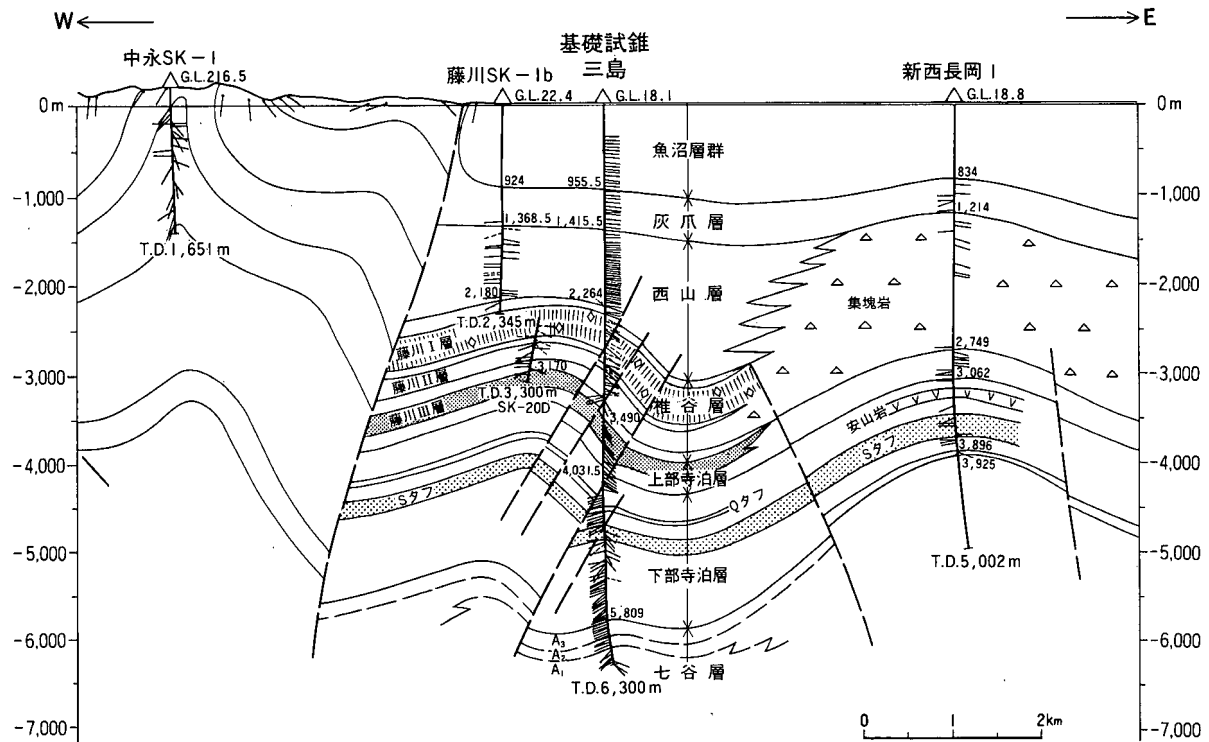 W
E
中永SK-1
G.L.216.5
藤川SK-1b
G.L.22.4
基礎試錐
三島
G.L.18.1
新西長岡1
G.L.18.8
0m
0m
魚沼層群
924
955.5
834
-1,000
-1,000
1,368.5
1,415.5
灰爪層
1,214
T.D.1,651m
-2,000
-2,000
2,180
2,264
西山層
集塊岩
T.D.2,345m
藤川Ⅰ層
2,749
-3,000
-3,000
藤川Ⅱ層
3,170
T.D.3,300m
SK-20D
藤川Ⅲ層
3,490
椎谷層
3,062
安山岩
Sタフ
3,896
3,925
-4,000
-4,000
4,031.5
上部寺泊層
Sタフ
Qタフ
-5,000
-5,000
T.D.5,002m
下部寺泊層
5,809
-6,000
-6,000
A₃
A₂
A₁
七谷層
T.D.6,300m
-7,000
-7,000
0 1 2km